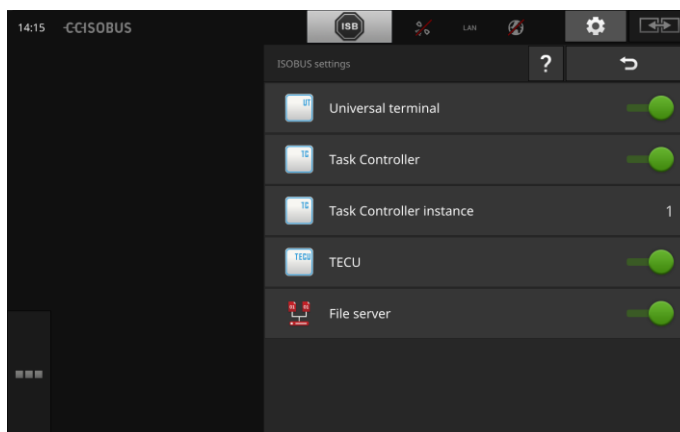 14:15 CCISOBUS ISB LAN
ISOBUS settings ?
UT Universal terminal
TC Task Controller
TC Task Controller instance 1
TECU TECU
File server